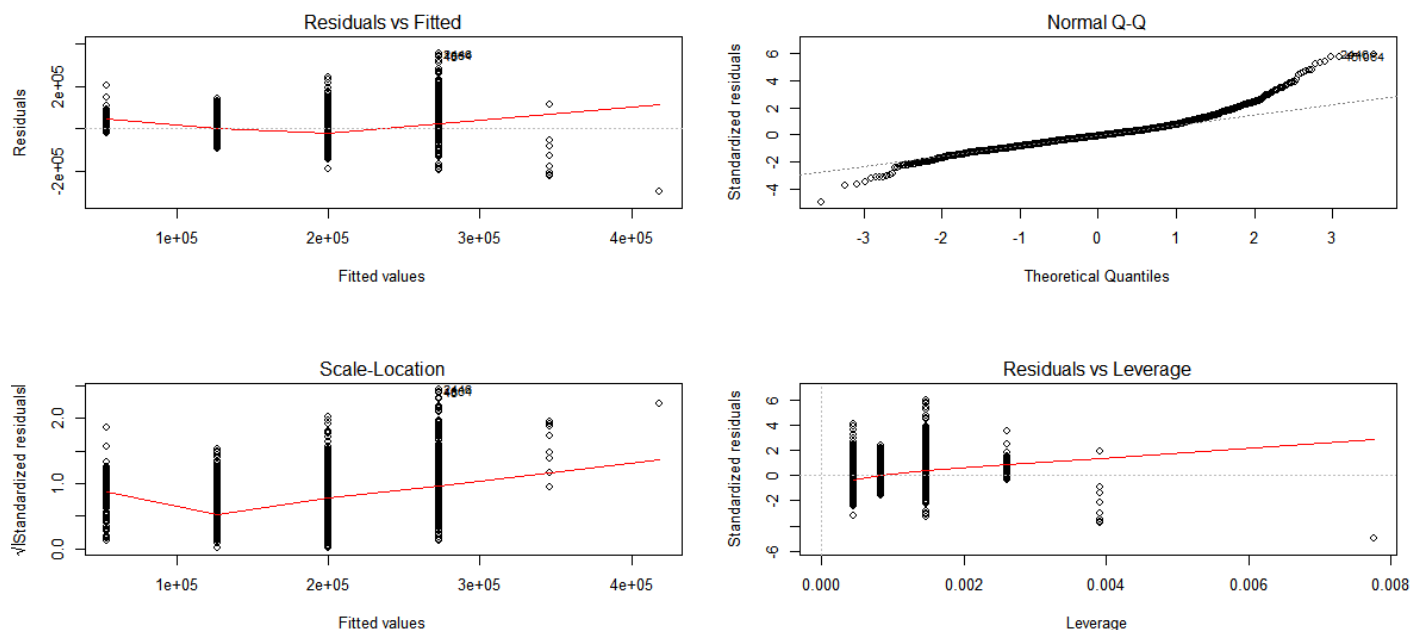 Residuals vs Fitted
Residuals
-2e+05
2e+05
1e+05
2e+05
3e+05
4e+05
Fitted values
Normal Q-Q
Standardized residuals
-4
-2
0
2
4
6
-3
-2
-1
0
1
2
3
Theoretical Quantiles
Scale-Location
√|Standardized residuals|
0.0
1.0
2.0
1e+05
2e+05
3e+05
4e+05
Fitted values
Residuals vs Leverage
Standardized residuals
-6
-2
0
2
4
6
0.000
0.002
0.004
0.006
0.008
Leverage